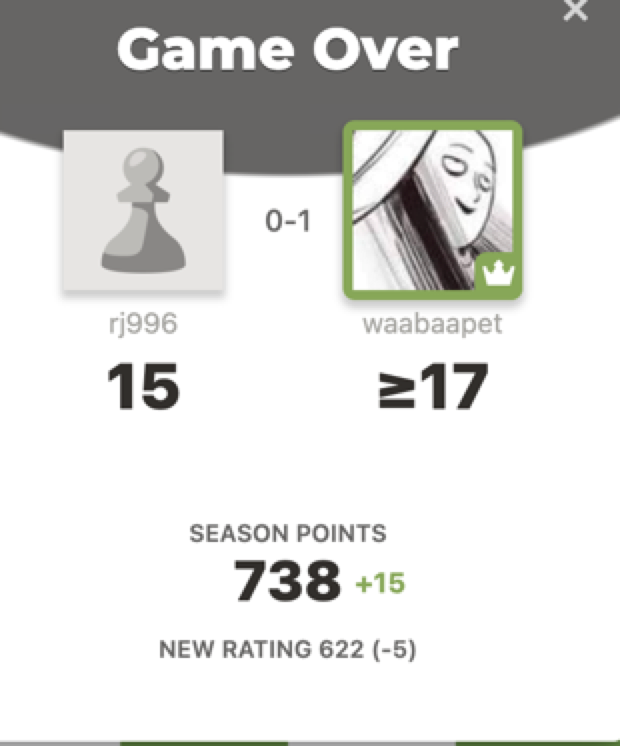 Game Over
0-1
rj996 waabaapet
15 ≥17
SEASON POINTS
738 +15
NEW RATING 622 (-5)